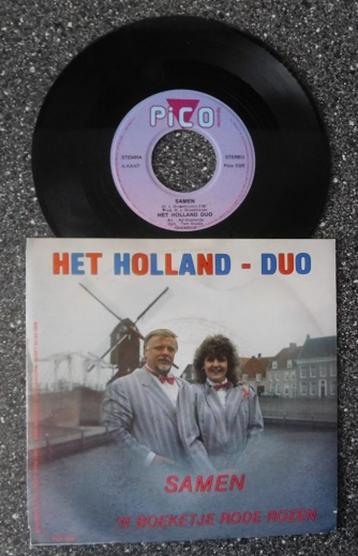 PiCO
STEMRA
STEREO
A-KANT
SAMEN
HET HOLLAND DUO
HET HOLLAND - DUO
SAMEN
'N BOEKETJE RODE ROZEN